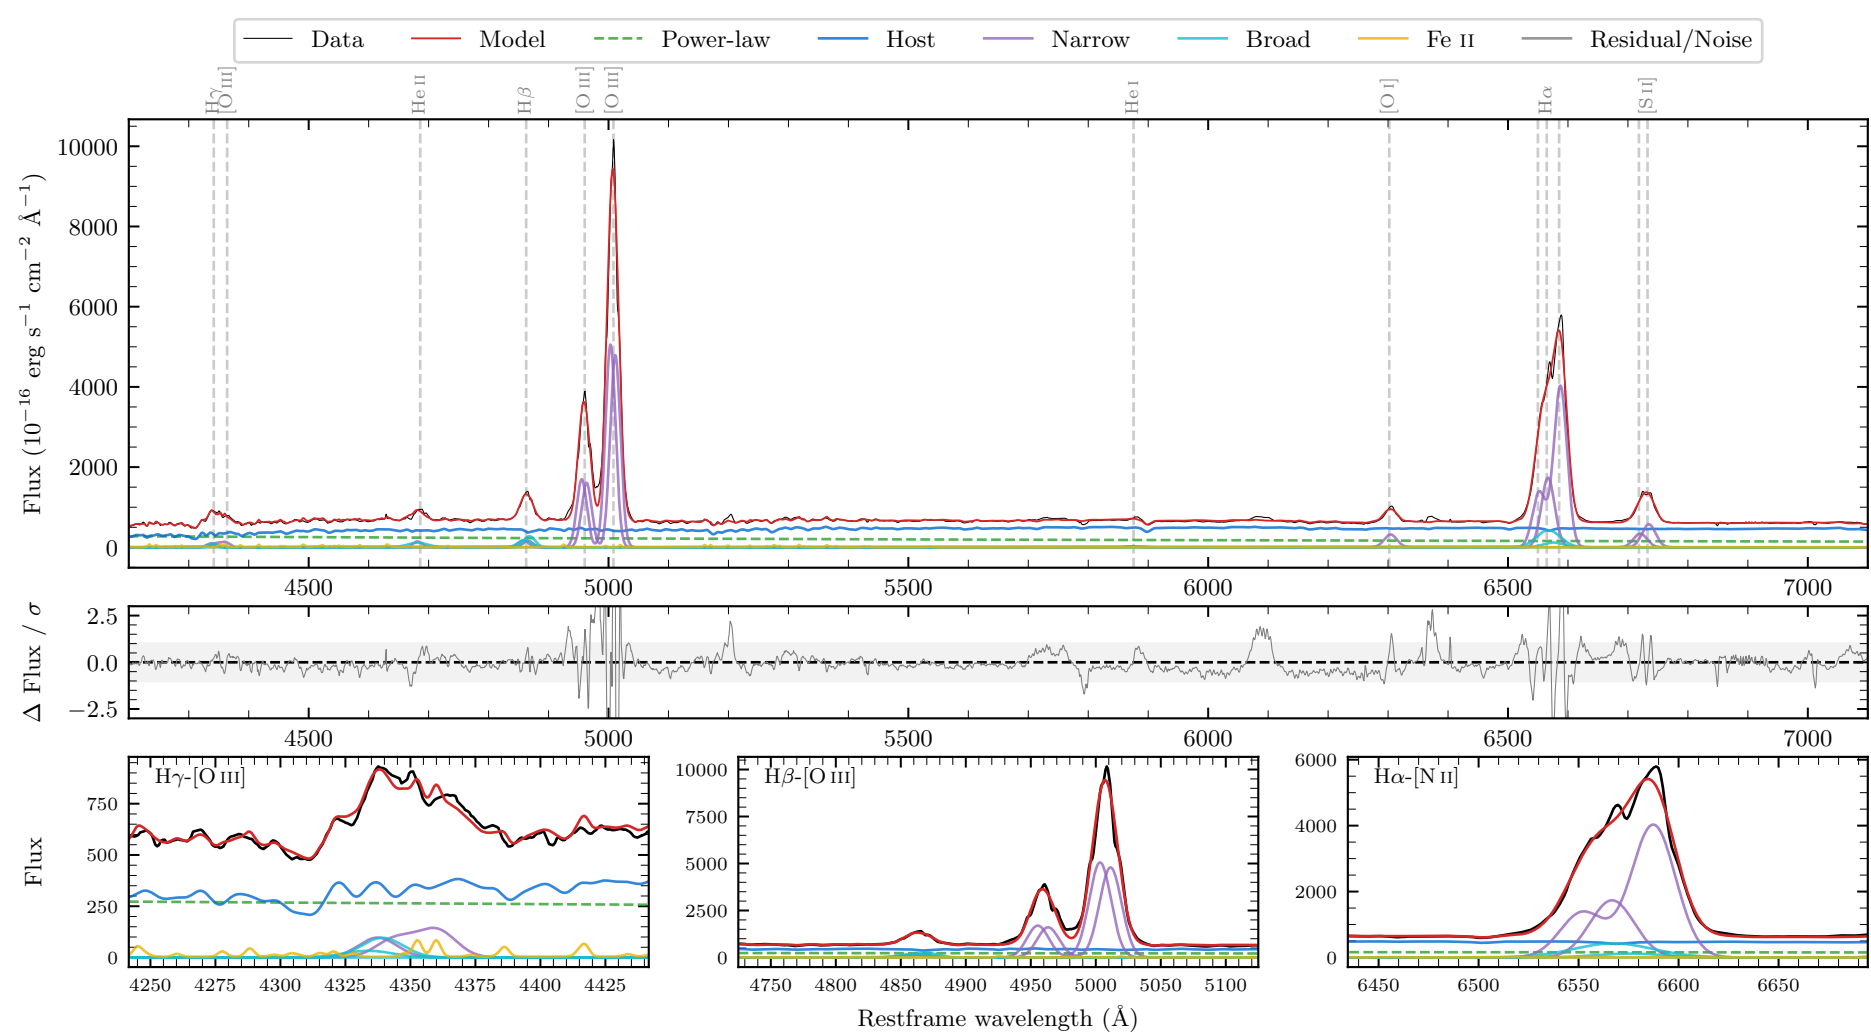 Data Model Power-law Host Narrow Broad Fe II Residual/Noise
Hγ [O III] He II Hβ [O III] [O III] He I [O I] Hα [S II]
Flux (10⁻¹⁶ erg s⁻¹ cm⁻² Å⁻¹)
10000
8000
6000
4000
2000
0
4500 5000 5500 6000 6500 7000
Δ Flux / σ
2.5
0.0
−2.5
4500 5000 5500 6000 6500 7000
Flux
Hγ-[O III]
750
500
250
0
4250 4275 4300 4325 4350 4375 4400 4425
Hβ-[O III]
10000
7500
5000
2500
0
4750 4800 4850 4900 4950 5000 5050 5100
Hα-[N II]
6000
4000
2000
0
6450 6500 6550 6600 6650
Restframe wavelength (Å)